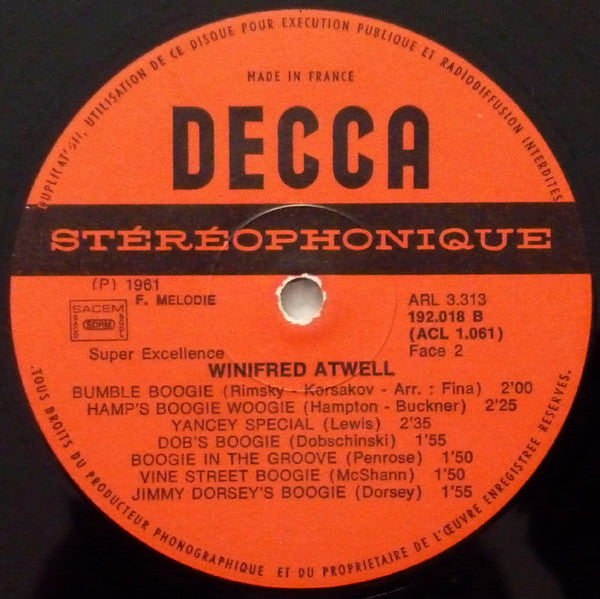 DUPLICATION, UTILISATION DE CE DISQUE POUR EXECUTION PUBLIQUE ET RADIODIFFUSION INTERDITES
MADE IN FRANCE
DECCA
STÉRÉOPHONIQUE
(P) 1961
F. MELODIE
SACEM
SDRM
ARL 3.313
192.018 B
(ACL 1.061)
Super Excellence
Face 2
WINIFRED ATWELL
BUMBLE BOOGIE (Rimsky - Korsakov - Arr. : Fina) 2'00
HAMP'S BOOGIE WOOGIE (Hampton - Buckner) 2'25
YANCEY SPECIAL (Lewis) 2'35
DOB'S BOOGIE (Dobschinski) 1'55
BOOGIE IN THE GROOVE (Penrose) 1'50
VINE STREET BOOGIE (McShann) 1'50
JIMMY DORSEY'S BOOGIE (Dorsey) 1'55
.TOUS DROITS DU PRODUCTEUR PHONOGRAPHIQUE ET DU PROPRIETAIRE DE L'ŒUVRE ENREGISTREE RESERVES.